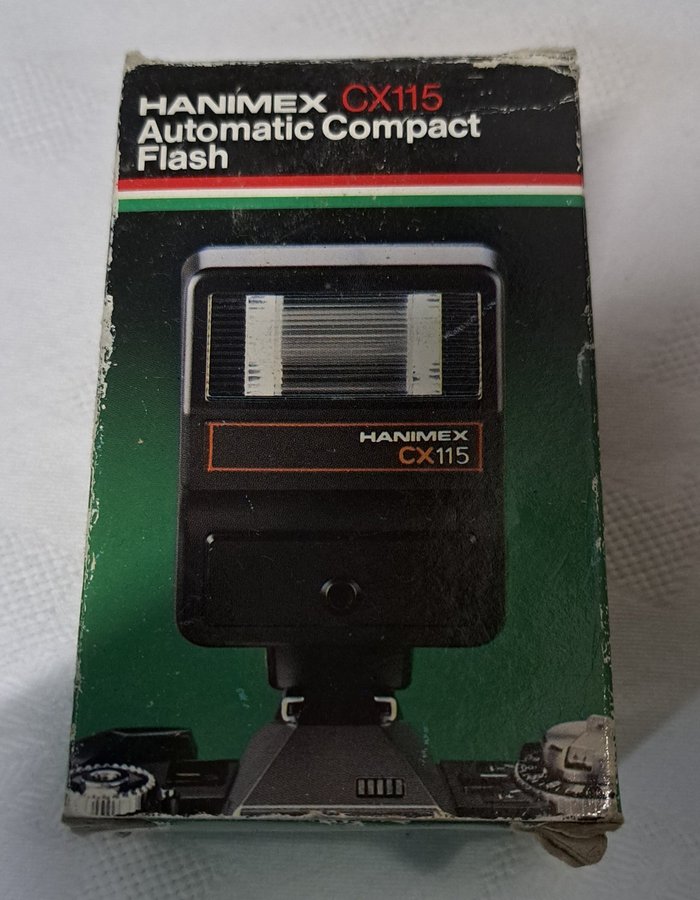 HANIMEX CX115
Automatic Compact
Flash
HANIMEX
CX115